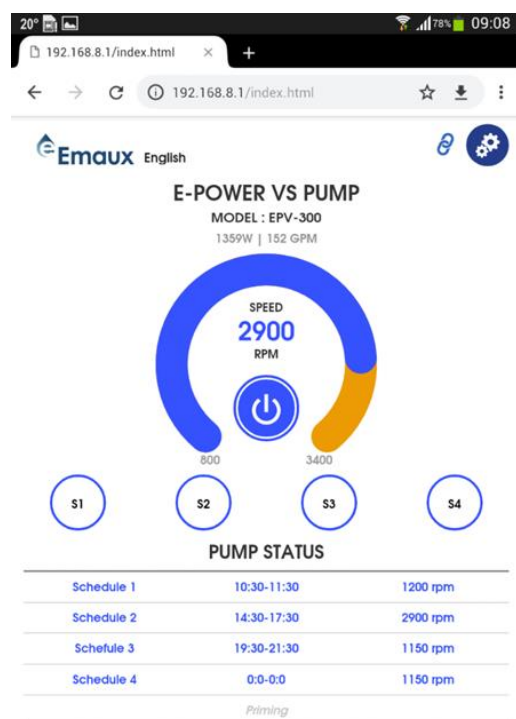 20° 78% 09:08
192.168.8.1/index.html × +
192.168.8.1/index.html
Emaux English
E-POWER VS PUMP
MODEL : EPV-300
1359W | 152 GPM
SPEED
2900
RPM
800 3400
S1 S2 S3 S4
PUMP STATUS
Schedule 1 10:30-11:30 1200 rpm
Schedule 2 14:30-17:30 2900 rpm
Schefule 3 19:30-21:30 1150 rpm
Schedule 4 0:0-0:0 1150 rpm
Priming